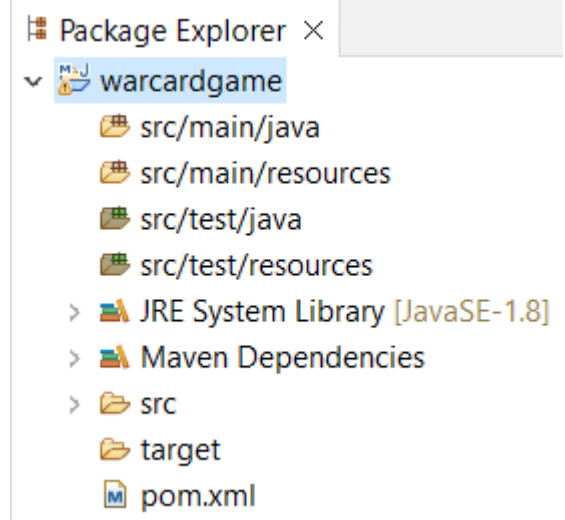 Package Explorer
warcardgame
src/main/java
src/main/resources
src/test/java
src/test/resources
JRE System Library [JavaSE-1.8]
Maven Dependencies
src
target
pom.xml